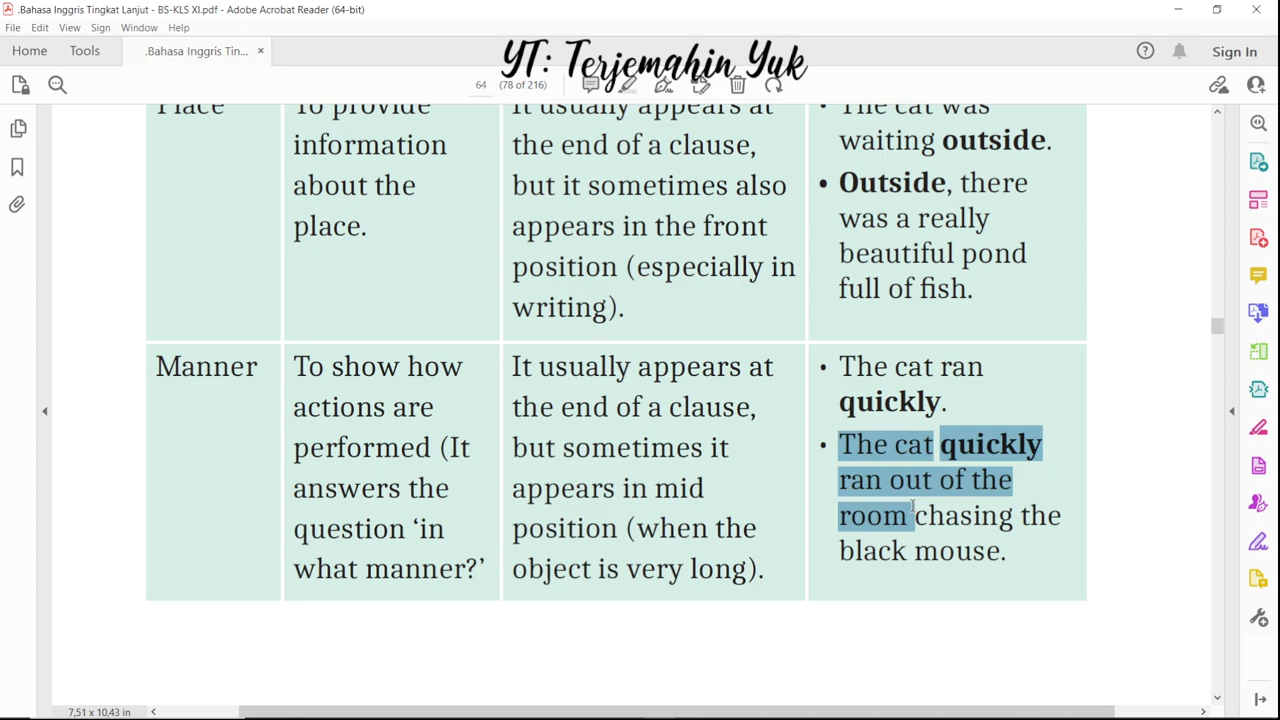 .Bahasa Inggris Tingkat Lanjut - BS-KLS XI.pdf - Adobe Acrobat Reader (64-bit)
File Edit View Sign Window Help
Home Tools .Bahasa Inggris Tin... × Sign In
YT: Terjemahin Yuk
64 (78 of 216)
Place
To provide
information
about the
place.
It usually appears at
the end of a clause,
but it sometimes also
appears in the front
position (especially in
writing).
• The cat was
waiting outside.
• Outside, there
was a really
beautiful pond
full of fish.
Manner
To show how
actions are
performed (It
answers the
question ‘in
what manner?’
It usually appears at
the end of a clause,
but sometimes it
appears in mid
position (when the
object is very long).
• The cat ran
quickly.
• The cat quickly
ran out of the
room chasing the
black mouse.
7,51 x 10,43 in